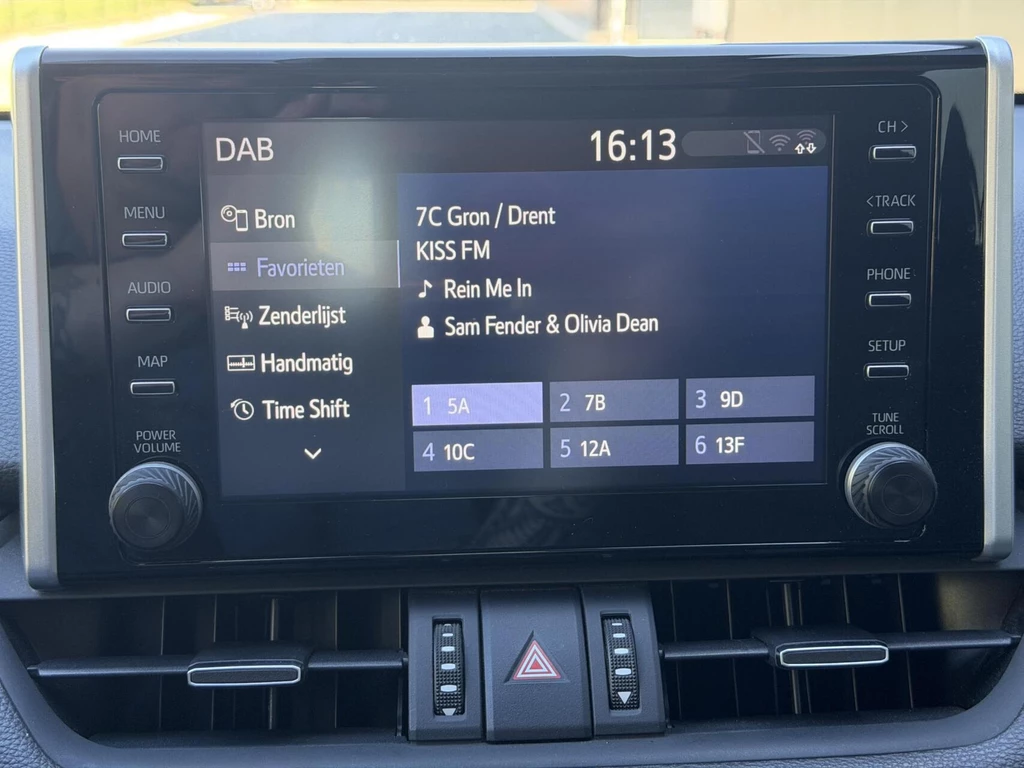 HOME
MENU
AUDIO
MAP
POWER
VOLUME
DAB
16:13
Bron
Favorieten
Zenderlijst
Handmatig
Time Shift
7C Gron / Drent
KISS FM
Rein Me In
Sam Fender & Olivia Dean
1 5A
2 7B
3 9D
4 10C
5 12A
6 13F
CH >
< TRACK
PHONE
SETUP
TUNE
SCROLL